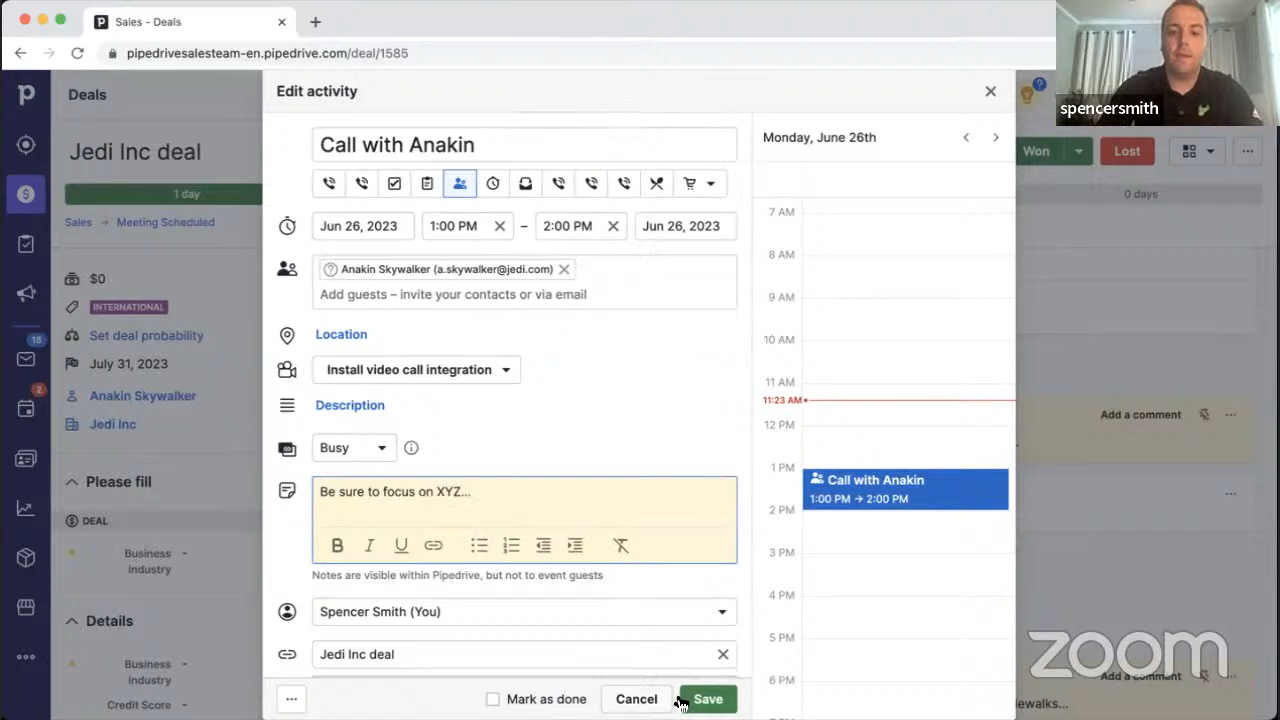 Sales - Deals
pipedrivesalesteam-en.pipedrive.com/deal/1585
spencersmith
Deals
Edit activity
Jedi Inc deal
Call with Anakin
Monday, June 26th
Won
Lost
1 day
0 days
Sales → Meeting Scheduled
Jun 26, 2023
1:00 PM
–
2:00 PM
Jun 26, 2023
Anakin Skywalker (a.skywalker@jedi.com)
Add guests – invite your contacts or via email
$0
INTERNATIONAL
Set deal probability
July 31, 2023
Anakin Skywalker
Jedi Inc
18
2
Location
Install video call integration
Description
Busy
Be sure to focus on XYZ...
B I U
Notes are visible within Pipedrive, but not to event guests
Spencer Smith (You)
Jedi Inc deal
Mark as done
Cancel
Save
Please fill
DEAL
Business industry -
Details
Business industry -
Credit Score -
7 AM
8 AM
9 AM
10 AM
11 AM
11:23 AM
12 PM
1 PM
Call with Anakin
1:00 PM → 2:00 PM
2 PM
3 PM
4 PM
5 PM
6 PM
Add a comment
Add a comment
dewalks...
zoom